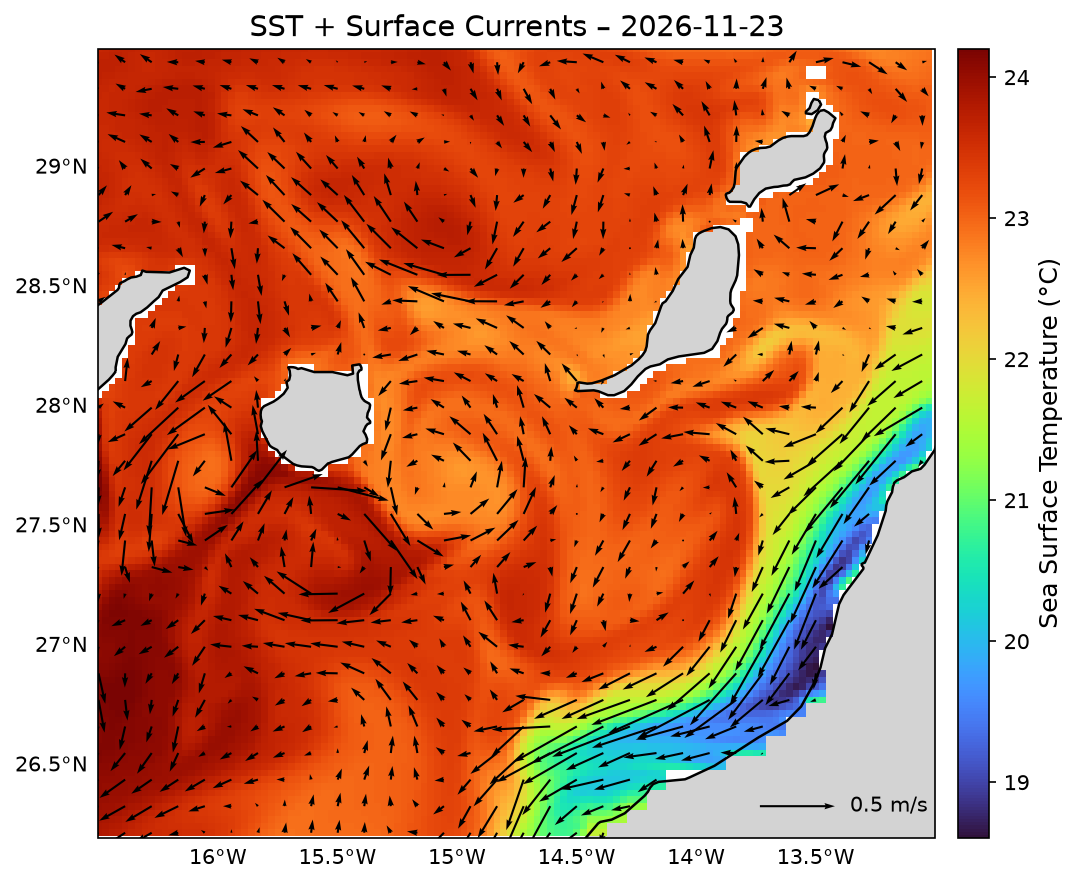 SST + Surface Currents – 2026-11-23
29°N
28.5°N
28°N
27.5°N
27°N
26.5°N
16°W
15.5°W
15°W
14.5°W
14°W
13.5°W
0.5 m/s
24
23
22
21
20
19
Sea Surface Temperature (°C)